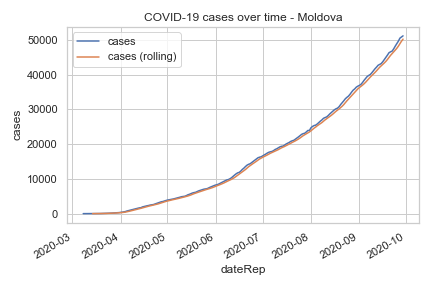 COVID-19 cases over time - Moldova
cases
cases (rolling)
50000
40000
30000
20000
10000
0
cases
2020-03
2020-04
2020-05
2020-06
2020-07
2020-08
2020-09
2020-10
dateRep